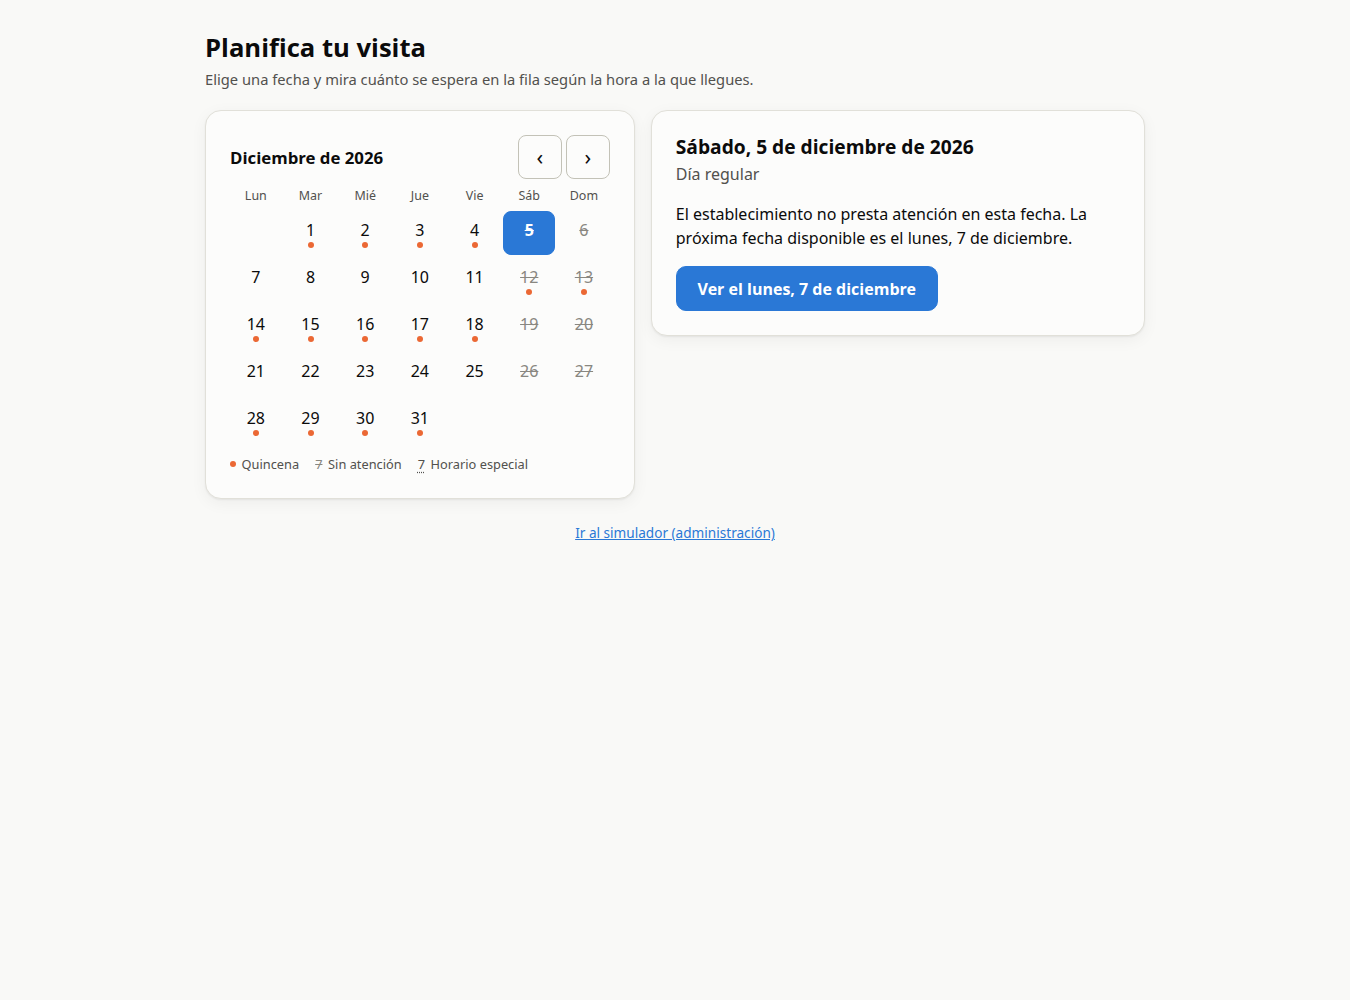 Planifica tu visita
Elige una fecha y mira cuánto se espera en la fila según la hora a la que llegues.
Diciembre de 2026
‹ ›
Lun Mar Mié Jue Vie Sáb Dom
1 2 3 4 5 6
7 8 9 10 11 12 13
14 15 16 17 18 19 20
21 22 23 24 25 26 27
28 29 30 31
Quincena 7 Sin atención 7 Horario especial
Sábado, 5 de diciembre de 2026
Día regular
El establecimiento no presta atención en esta fecha. La
próxima fecha disponible es el lunes, 7 de diciembre.
Ver el lunes, 7 de diciembre
Ir al simulador (administración)